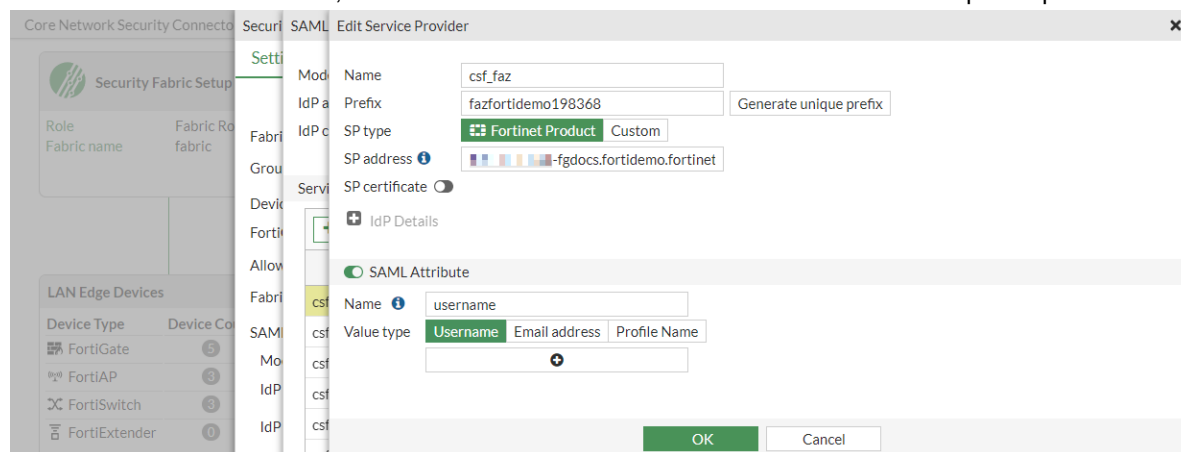 Core Network Security Connecto
Securi
SAML
Edit Service Provider
Security Fabric Setup
Role Fabric Ro
Fabric name fabric
LAN Edge Devices
Device Type Device Co
FortiGate 5
FortiAP 3
FortiSwitch 3
FortiExtender 0
Setti
Fabri
Grou
Devic
Forti
Allow
Fabri
SAM
Mo
IdP
IdP
Mod
IdP a
IdP c
Servi
csf
csf
csf
csf
csf
Name csf_faz
Prefix fazfortidemo198368 Generate unique prefix
SP type Fortinet Product Custom
SP address -fgdocs.fortidemo.fortinet
SP certificate
IdP Details
SAML Attribute
Name username
Value type Username Email address Profile Name
OK Cancel